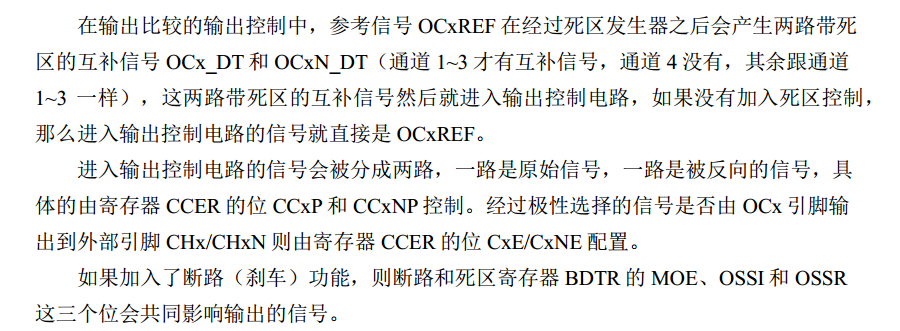 在输出比较的输出控制中，参考信号 OCxREF 在经过死区发生器之后会产生两路带死
区的互补信号 OCx_DT 和 OCxN_DT（通道 1~3 才有互补信号，通道 4 没有，其余跟通道
1~3 一样），这两路带死区的互补信号然后就进入输出控制电路，如果没有加入死区控制，
那么进入输出控制电路的信号就直接是 OCxREF。
进入输出控制电路的信号会被分成两路，一路是原始信号，一路是被反向的信号，具
体的由寄存器 CCER 的位 CCxP 和 CCxNP 控制。经过极性选择的信号是否由 OCx 引脚输
出到外部引脚 CHx/CHxN 则由寄存器 CCER 的位 CxE/CxNE 配置。
如果加入了断路（刹车）功能，则断路和死区寄存器 BDTR 的 MOE、OSSI 和 OSSR
这三个位会共同影响输出的信号。